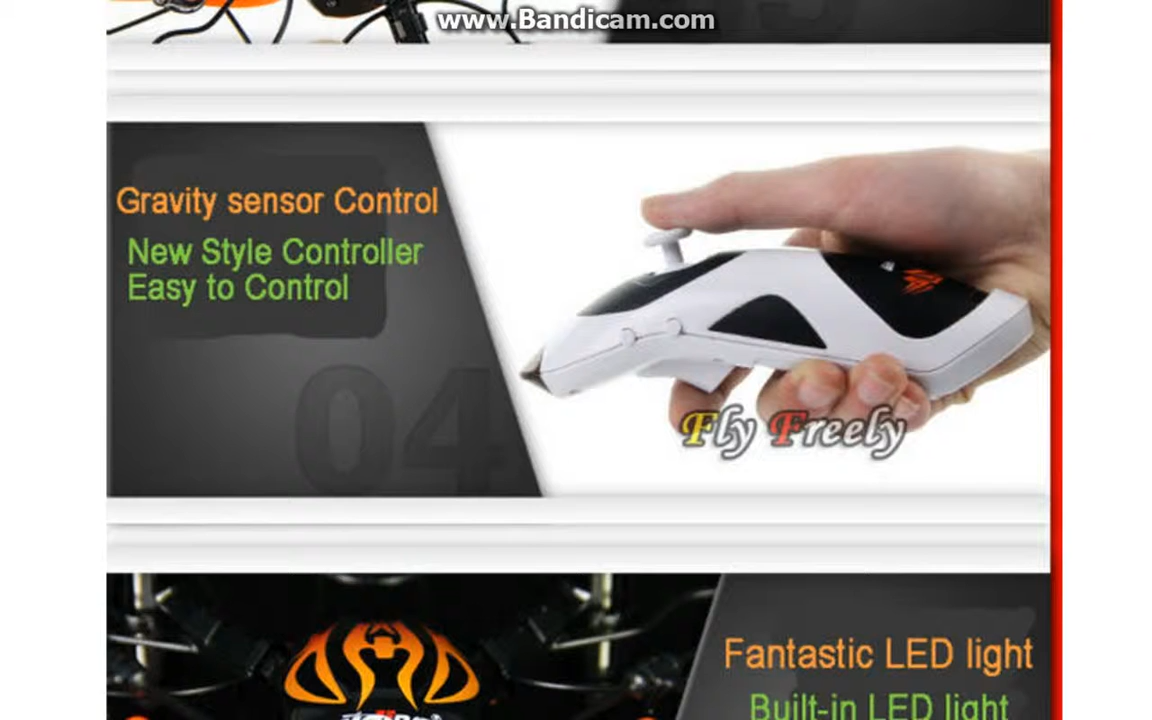 www.Bandicam.com
Gravity sensor Control
New Style Controller
Easy to Control
04
Fly Freely
Fantastic LED light
Built-in LED light